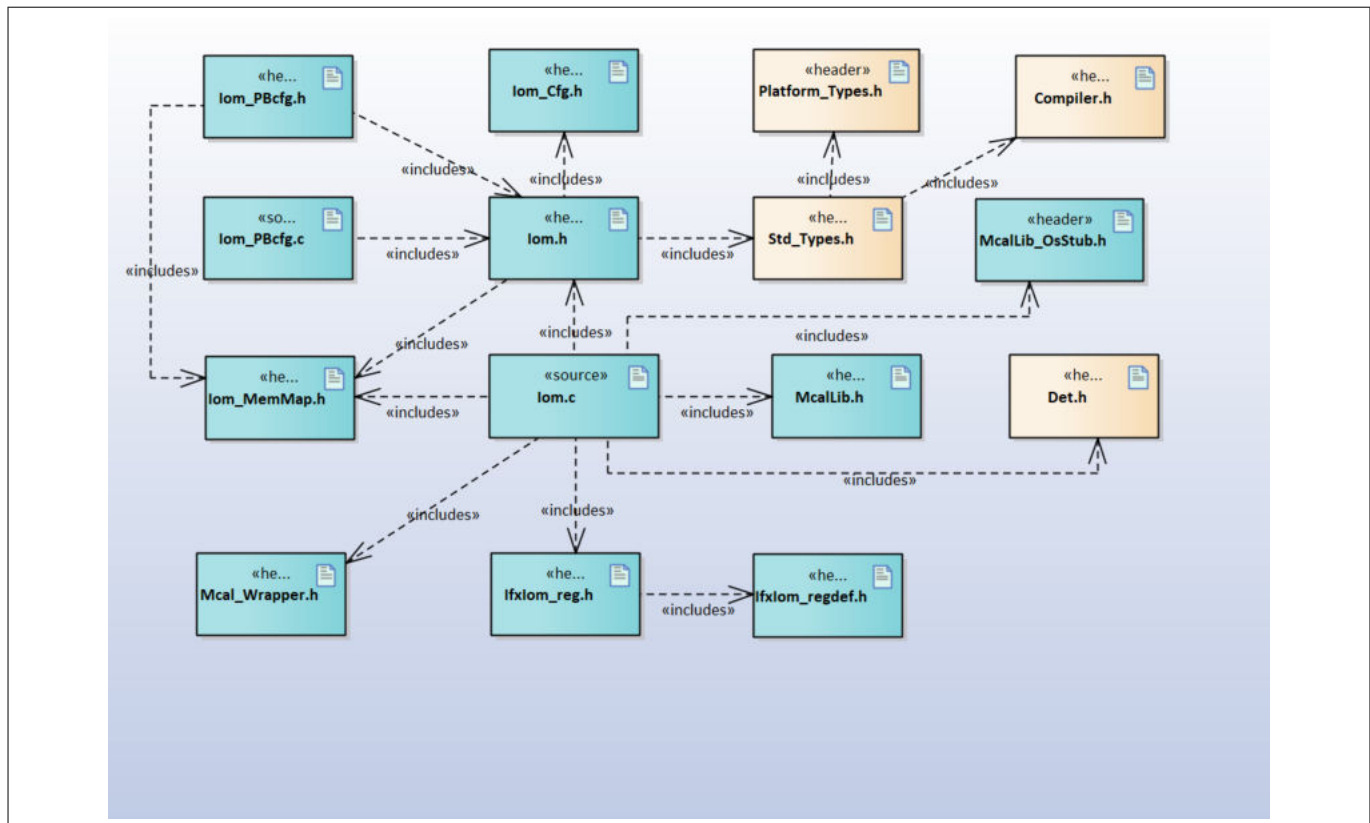 «he...
Iom_PBcfg.h
«he...
Iom_Cfg.h
«header»
Platform_Types.h
«he...
Compiler.h
«includes»
«includes»
«includes»
«includes»
«so...
Iom_PBcfg.c
«he...
Iom.h
«he...
Std_Types.h
«header»
McalLib_OsStub.h
«includes»
«includes»
«includes»
«includes»
«includes»
«includes»
«he...
Iom_MemMap.h
«source»
Iom.c
«he...
McalLib.h
«he...
Det.h
«includes»
«includes»
«includes»
«includes»
«includes»
«he...
Mcal_Wrapper.h
«he...
IfxIom_reg.h
«he...
IfxIom_regdef.h
«includes»